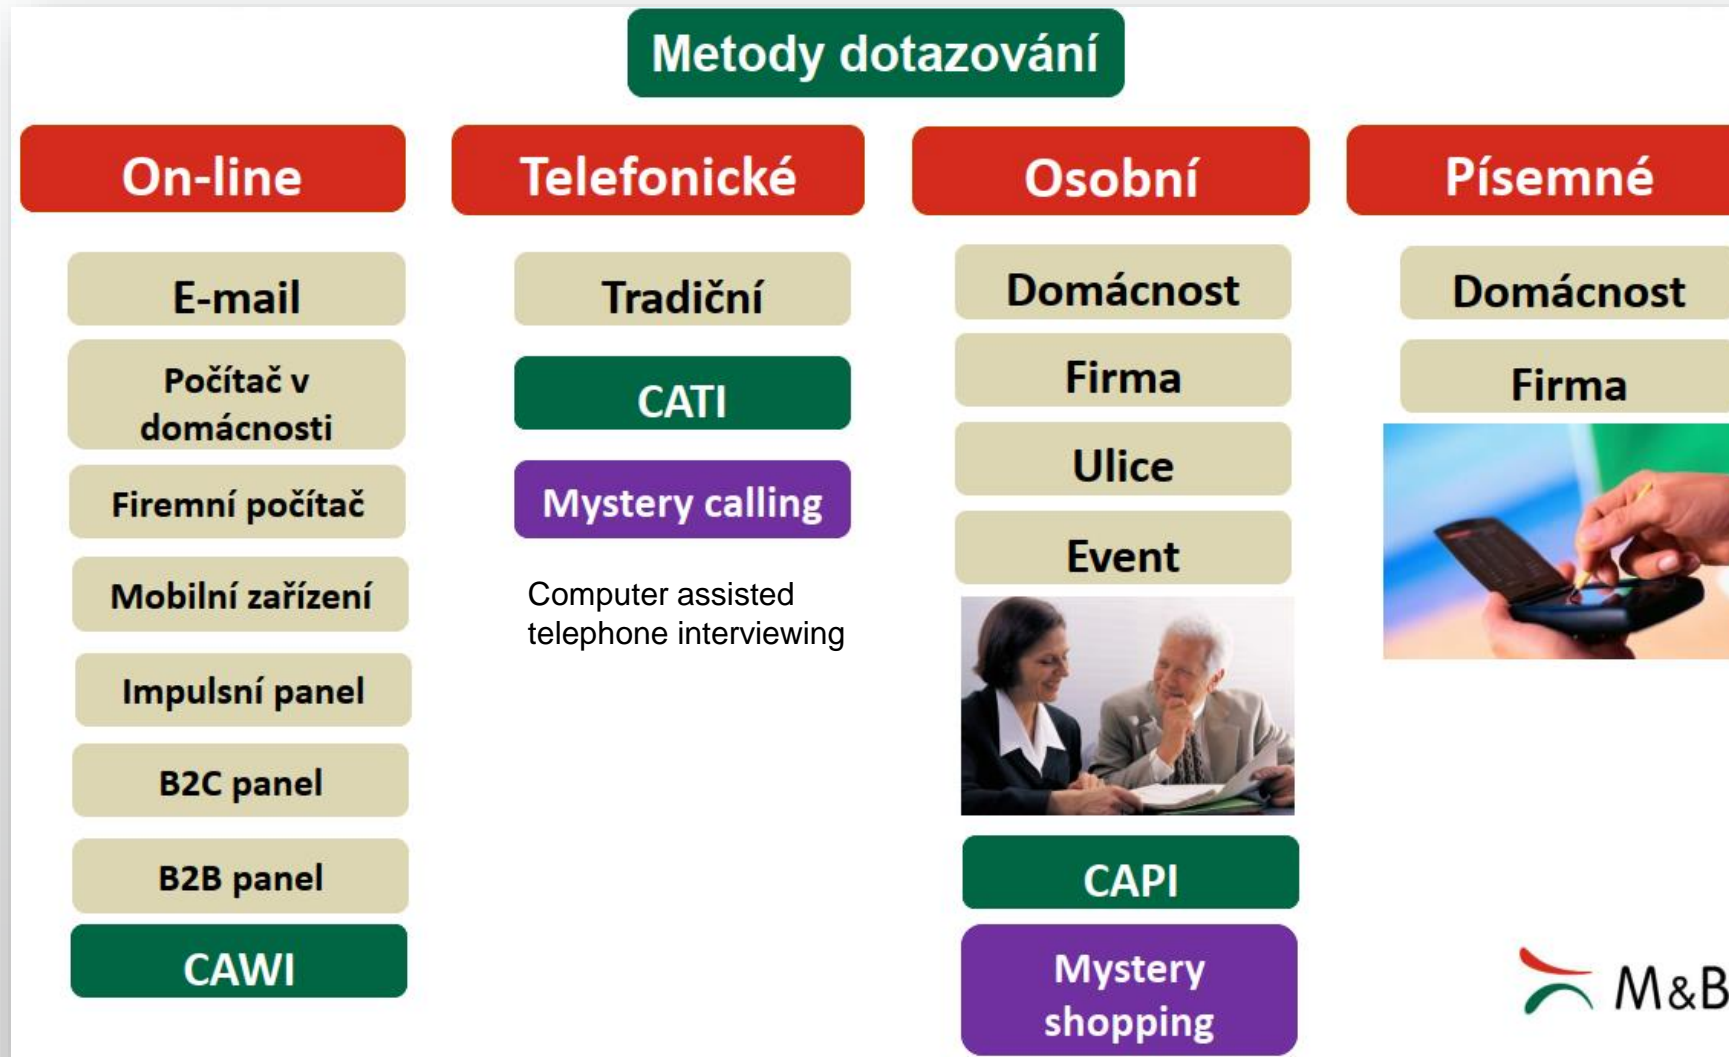 Metody dotazování
On-line
E-mail
Počítač v
domácnosti
Firemní počítač
Mobilní zařízení
Impulsní panel
B2C panel
B2B panel
CAWI
Telefonické
Tradiční
CATI
Mystery calling
Computer assisted
telephone interviewing
Osobní
Domácnost
Firma
Ulice
Event
CAPI
Mystery
shopping
Písemné
Domácnost
Firma
M&B